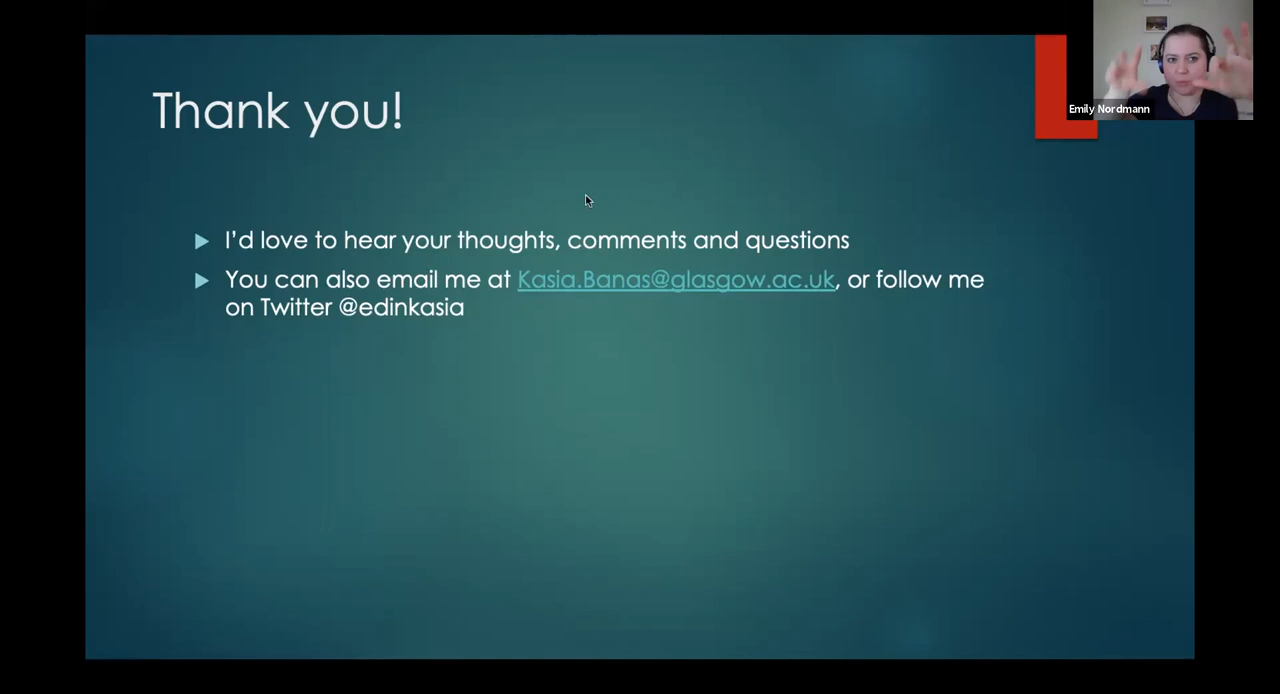 Thank you!
Emily Nordmann
I'd love to hear your thoughts, comments and questions
You can also email me at Kasia.Banas@glasgow.ac.uk, or follow me
on Twitter @edinkasia